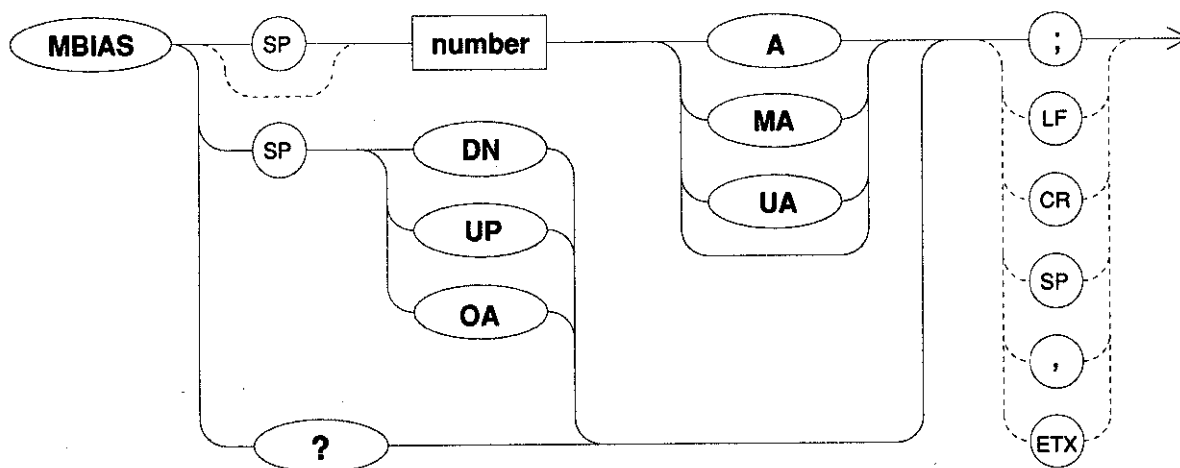 MBIAS SP number A ;
MA LF
SP DN UA CR
UP SP
OA ,
? ETX